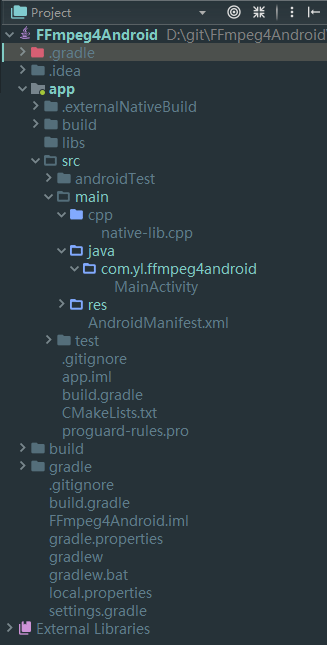 Project
FFmpeg4Android D:\git\FFmpeg4Android
.gradle
.idea
app
.externalNativeBuild
build
libs
src
androidTest
main
cpp
native-lib.cpp
java
com.yl.ffmpeg4android
MainActivity
res
AndroidManifest.xml
test
.gitignore
app.iml
build.gradle
CMakeLists.txt
proguard-rules.pro
build
gradle
.gitignore
build.gradle
FFmpeg4Android.iml
gradle.properties
gradlew
gradlew.bat
local.properties
settings.gradle
External Libraries